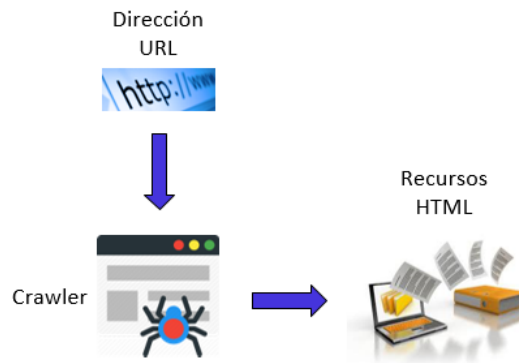 Dirección
URL
http://www
Recursos
HTML
Crawler